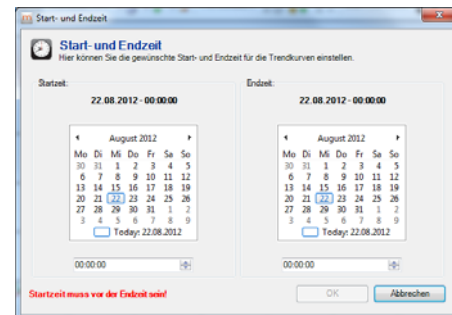 Start- und Endzeit
Start- und Endzeit
Hier können Sie die gewünschte Start- und Endzeit für die Trendkurven einstellen.
Startzeit:
22.08.2012 - 00:00:00
August 2012
Mo Di Mi Do Fr Sa So
30 31 1 2 3 4 5
6 7 8 9 10 11 12
13 14 15 16 17 18 19
20 21 22 23 24 25 26
27 28 29 30 31 1 2
3 4 5 6 7 8 9
Today: 22.08.2012
00:00:00
Endzeit:
22.08.2012 - 00:00:00
August 2012
Mo Di Mi Do Fr Sa So
30 31 1 2 3 4 5
6 7 8 9 10 11 12
13 14 15 16 17 18 19
20 21 22 23 24 25 26
27 28 29 30 31 1 2
3 4 5 6 7 8 9
Today: 22.08.2012
00:00:00
Startzeit muss vor der Endzeit sein!
OK
Abbrechen